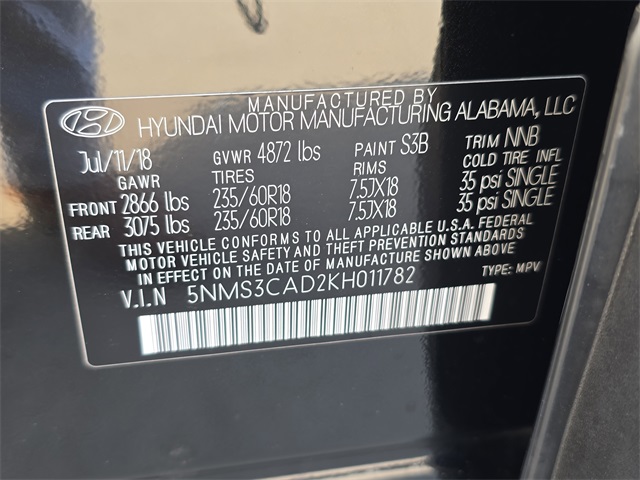 MANUFACTURED BY
HYUNDAI MOTOR MANUFACTURING ALABAMA, LLC
Jul/11/18 GVWR 4872 lbs PAINT S3B TRIM NNB
GAWR TIRES RIMS COLD TIRE INFL
FRONT 2866 lbs 235/60R18 7.5JX18 35 psi SINGLE
REAR 3075 lbs 235/60R18 7.5JX18 35 psi SINGLE
THIS VEHICLE CONFORMS TO ALL APPLICABLE U.S.A. FEDERAL
MOTOR VEHICLE SAFETY AND THEFT PREVENTION STANDARDS
IN EFFECT ON THE DATE OF MANUFACTURE SHOWN ABOVE.
V.I.N 5NMS3CAD2KH011782 TYPE: MPV